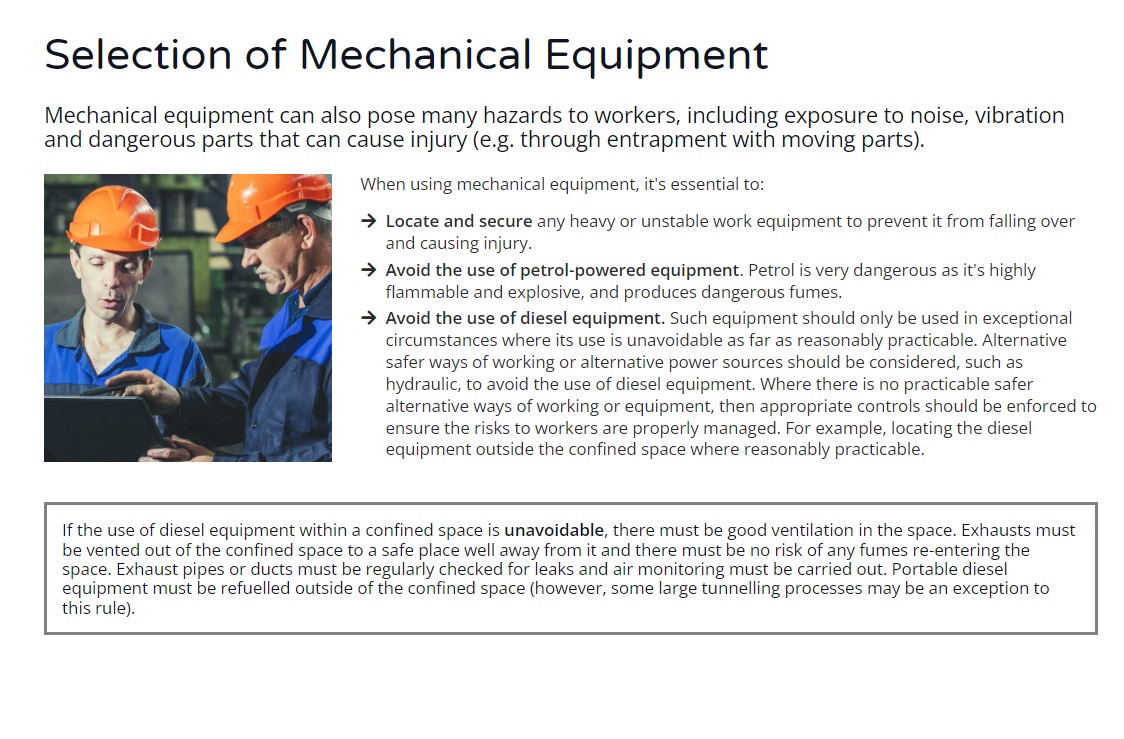 Selection of Mechanical Equipment
Mechanical equipment can also pose many hazards to workers, including exposure to noise, vibration
and dangerous parts that can cause injury (e.g. through entrapment with moving parts).
When using mechanical equipment, it's essential to:
→ Locate and secure any heavy or unstable work equipment to prevent it from falling over
and causing injury.
→ Avoid the use of petrol-powered equipment. Petrol is very dangerous as it's highly
flammable and explosive, and produces dangerous fumes.
→ Avoid the use of diesel equipment. Such equipment should only be used in exceptional
circumstances where its use is unavoidable as far as reasonably practicable. Alternative
safer ways of working or alternative power sources should be considered, such as
hydraulic, to avoid the use of diesel equipment. Where there is no practicable safer
alternative ways of working or equipment, then appropriate controls should be enforced to
ensure the risks to workers are properly managed. For example, locating the diesel
equipment outside the confined space where reasonably practicable.
If the use of diesel equipment within a confined space is unavoidable, there must be good ventilation in the space. Exhausts must
be vented out of the confined space to a safe place well away from it and there must be no risk of any fumes re-entering the
space. Exhaust pipes or ducts must be regularly checked for leaks and air monitoring must be carried out. Portable diesel
equipment must be refuelled outside of the confined space (however, some large tunnelling processes may be an exception to
this rule).